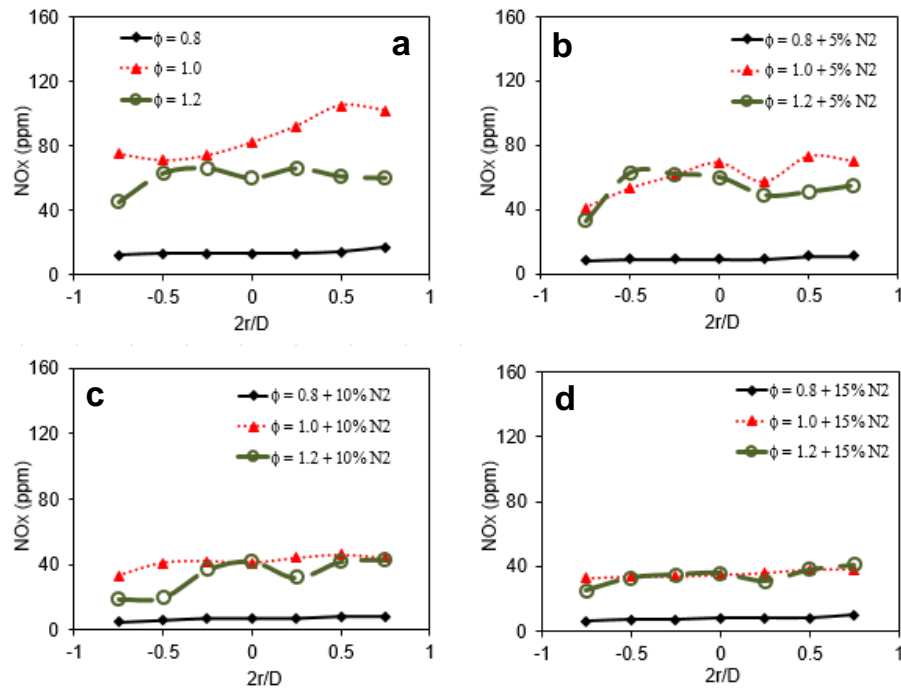 a
ϕ = 0.8
ϕ = 1.0
ϕ = 1.2
NOx (ppm)
160
120
80
40
0
-1 -0.5 0 0.5 1
2r/D
b
ϕ = 0.8 + 5% N2
ϕ = 1.0 + 5% N2
ϕ = 1.2 + 5% N2
NOx (ppm)
160
120
80
40
0
-1 -0.5 0 0.5 1
2r/D
c
ϕ = 0.8 + 10% N2
ϕ = 1.0 + 10% N2
ϕ = 1.2 + 10% N2
NOx (ppm)
160
120
80
40
0
-1 -0.5 0 0.5 1
2r/D
d
ϕ = 0.8 + 15% N2
ϕ = 1.0 + 15% N2
ϕ = 1.2 + 15% N2
NOx (ppm)
160
120
80
40
0
-1 -0.5 0 0.5 1
2r/D